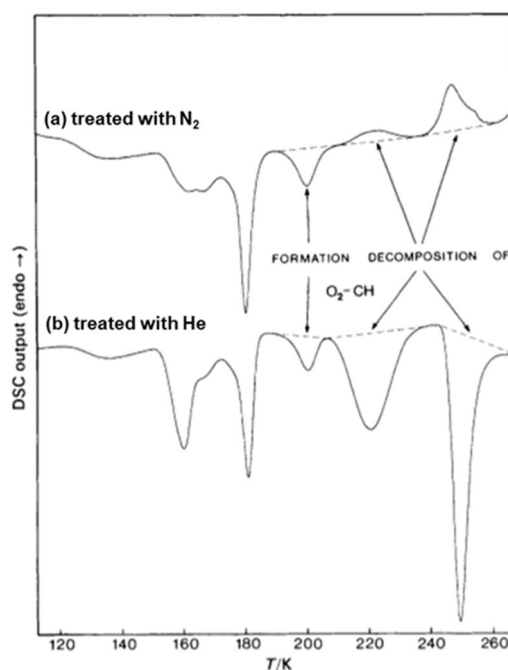 (a) treated with N₂
FORMATION DECOMPOSITION OF
O₂-CH
(b) treated with He
DSC output (endo →)
120 140 160 180 200 220 240 260
T/K